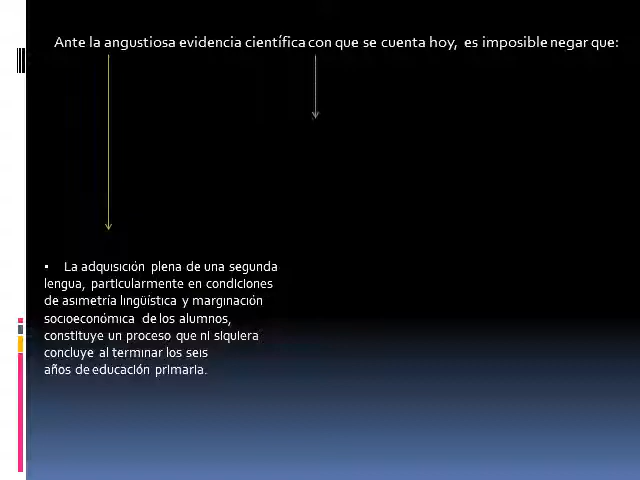 Ante la angustiosa evidencia científica con que se cuenta hoy, es imposible negar que:
▪ La adquisición plena de una segunda
lengua, particularmente en condiciones
de asimetría lingüística y marginación
socioeconómica de los alumnos,
constituye un proceso que ni siquiera
concluye al terminar los seis
años de educación primaria.